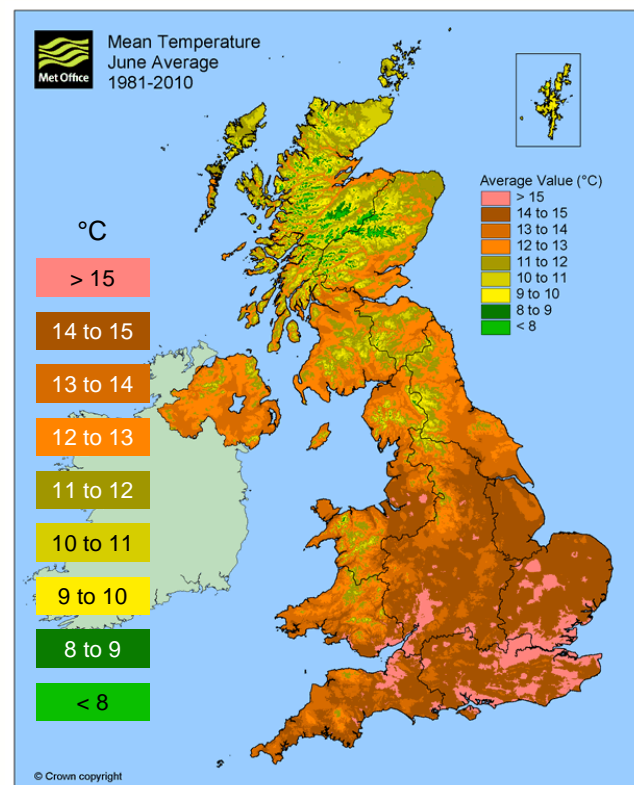 Met Office
Mean Temperature
June Average
1981-2010
Average Value (°C)
> 15
14 to 15
13 to 14
12 to 13
11 to 12
10 to 11
9 to 10
8 to 9
< 8
°C
> 15
14 to 15
13 to 14
12 to 13
11 to 12
10 to 11
9 to 10
8 to 9
< 8
© Crown copyright